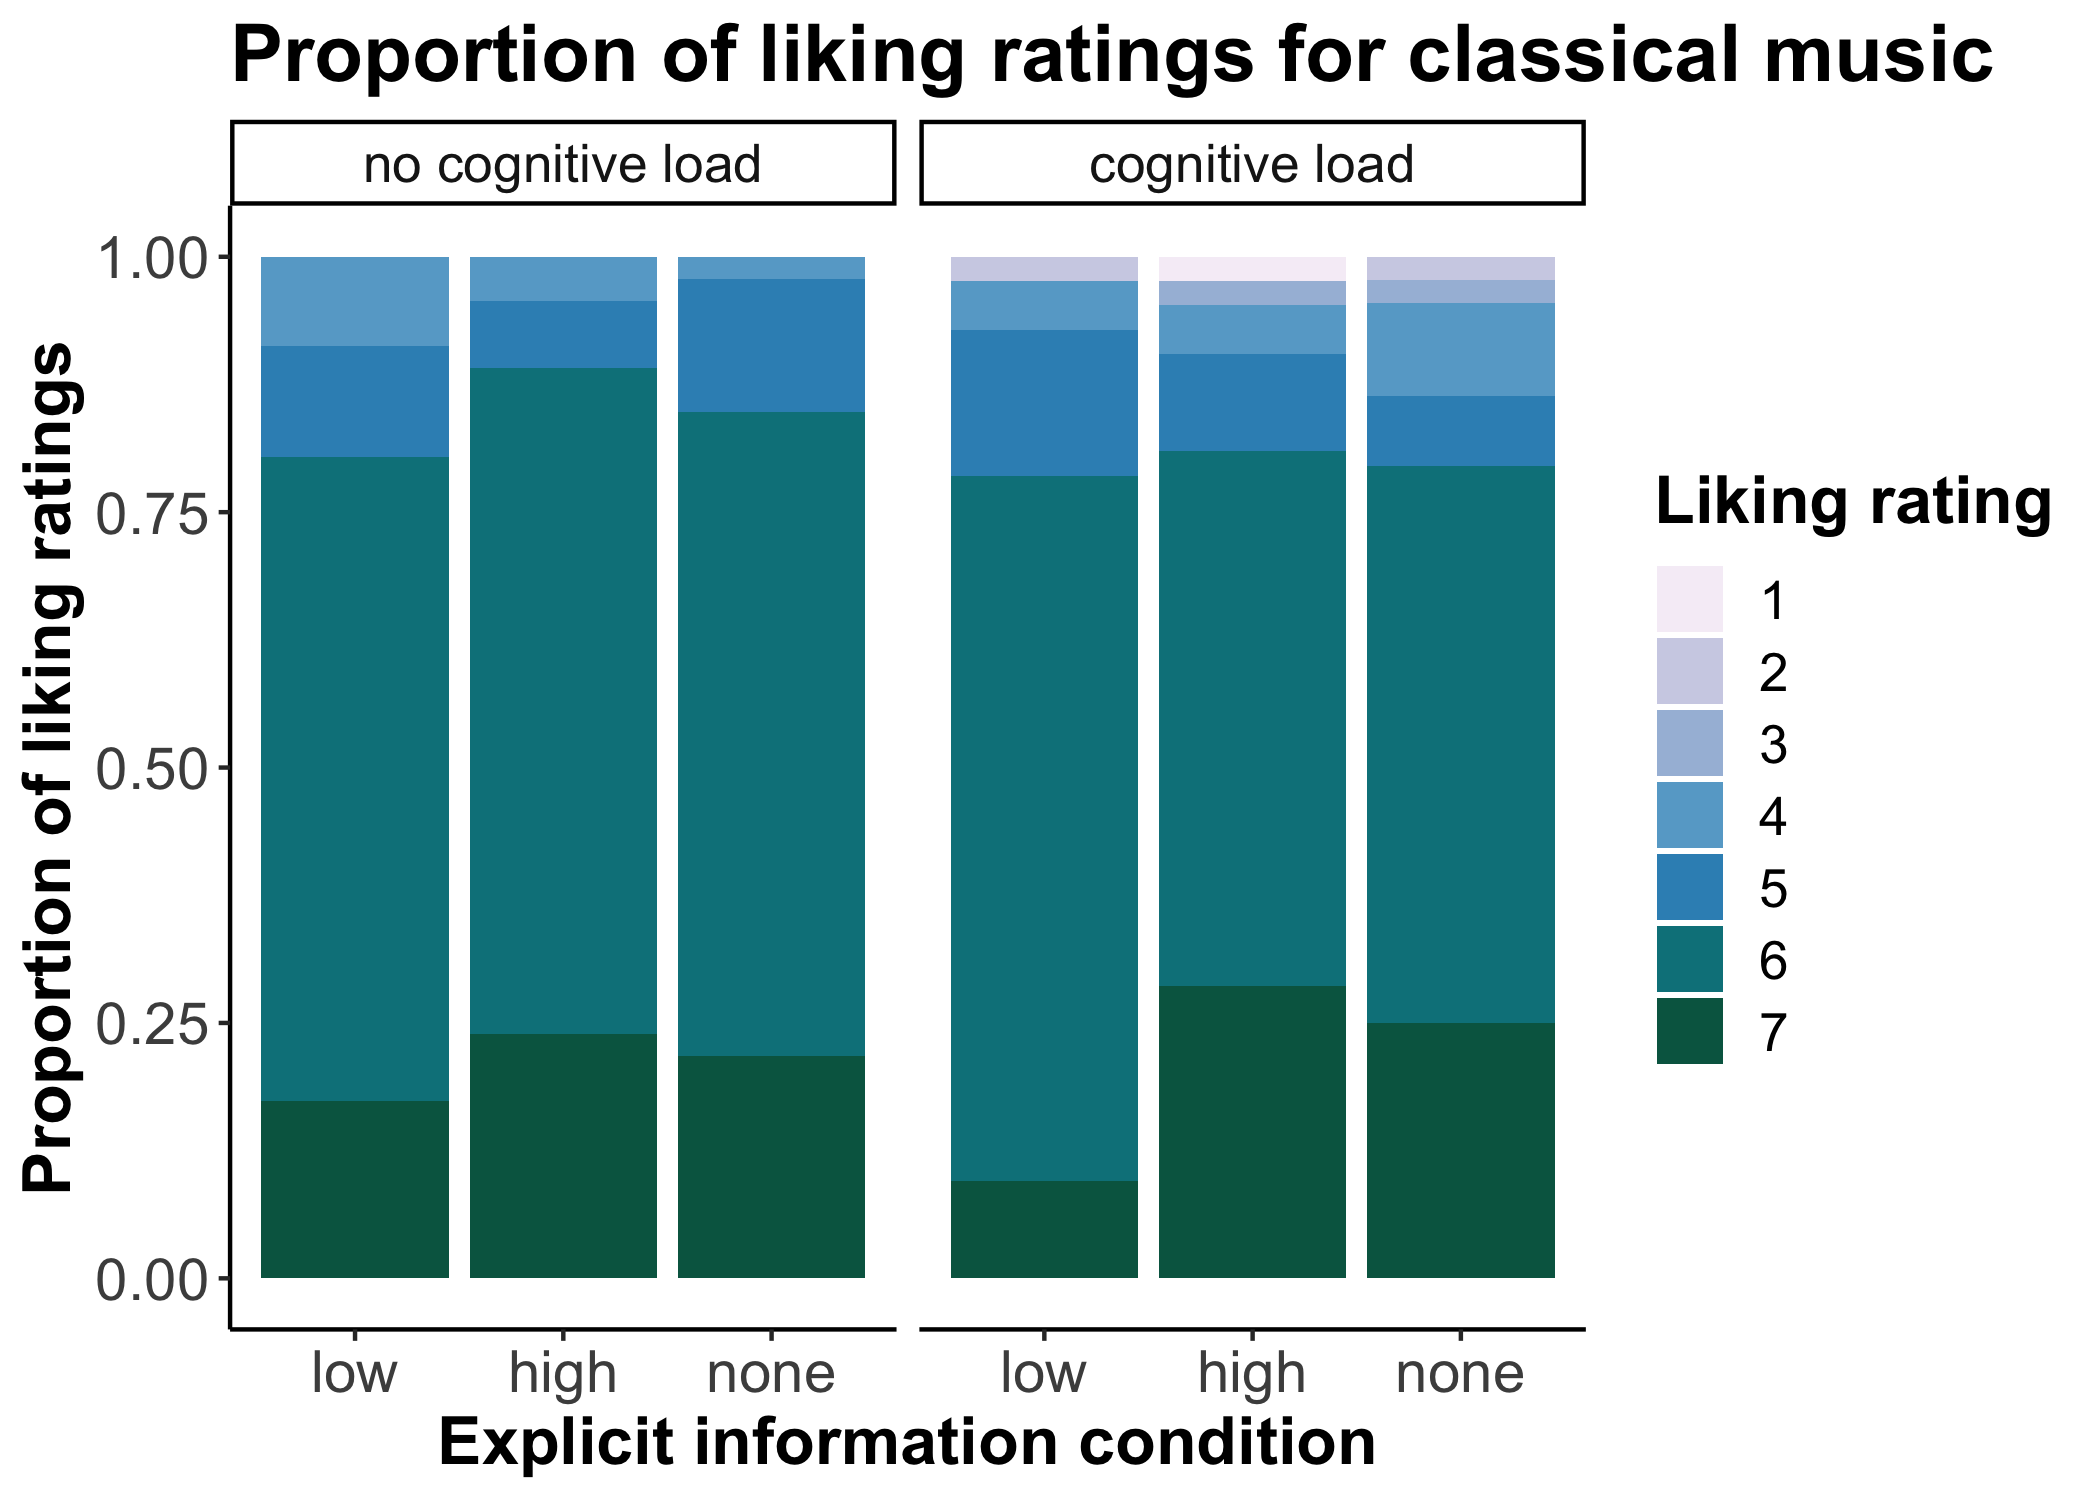 Proportion of liking ratings for classical music
no cognitive load
cognitive load
Proportion of liking ratings
1.00
0.75
0.50
0.25
0.00
low
high
none
low
high
none
Explicit information condition
Liking rating
1
2
3
4
5
6
7